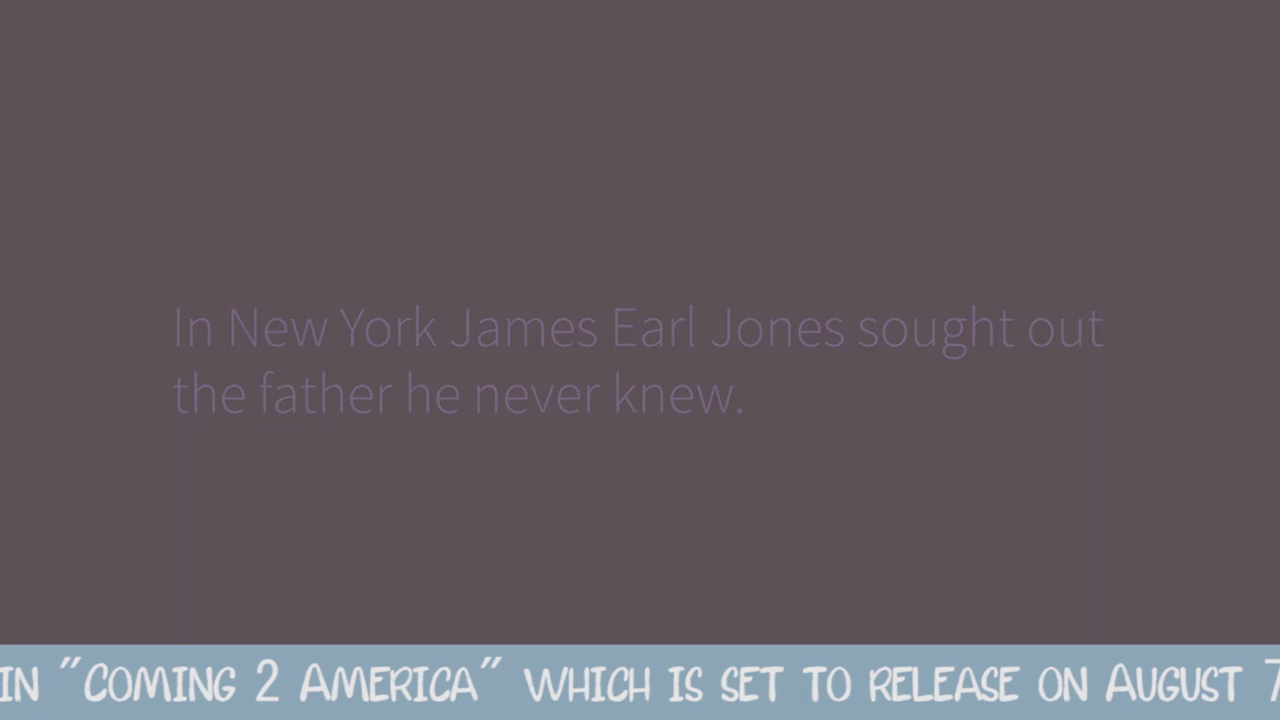 In New York James Earl Jones sought out
the father he never knew.
IN "COMING 2 AMERICA" WHICH IS SET TO RELEASE ON AUGUST 7